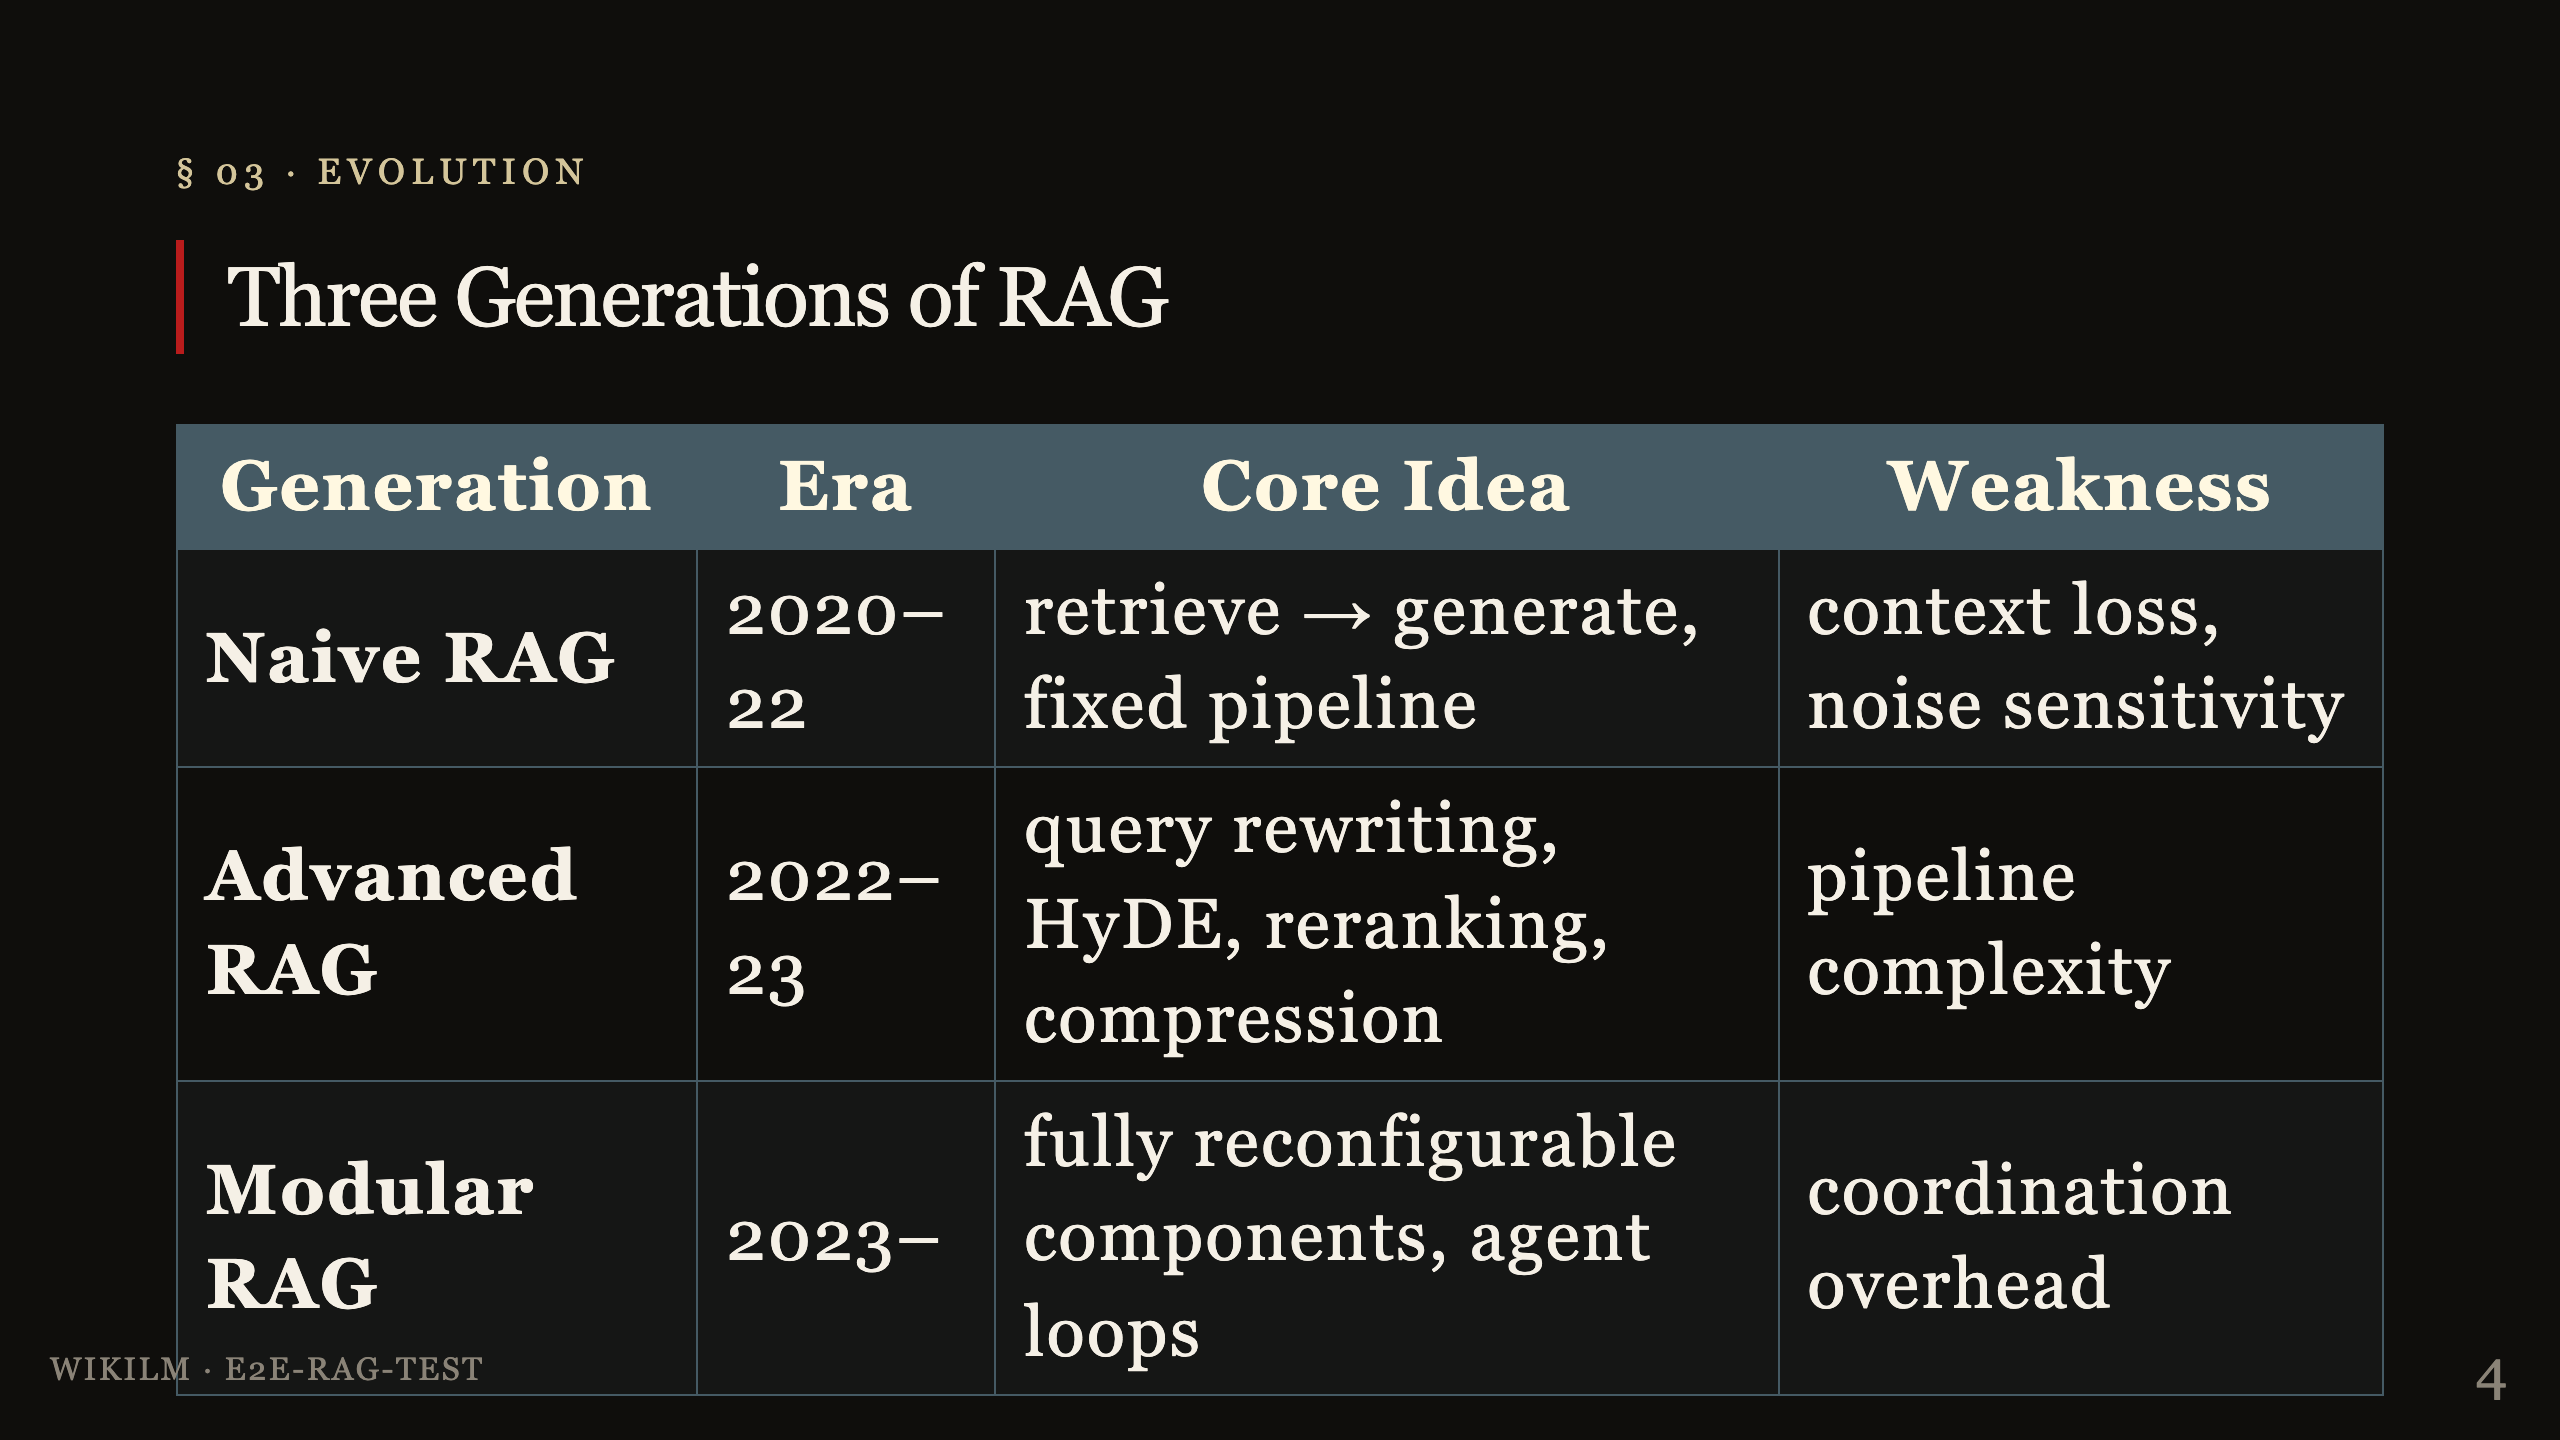 § 03 · EVOLUTION
Three Generations of RAG
Generation Era Core Idea Weakness
Naive RAG
2020–
22
retrieve → generate,
fixed pipeline
context loss,
noise sensitivity
Advanced
RAG
2022–
23
query rewriting,
HyDE, reranking,
compression
pipeline
complexity
Modular
RAG
2023–
fully reconfigurable
components, agent
loops
coordination
overhead
WIKILM · E2E-RAG-TEST
4